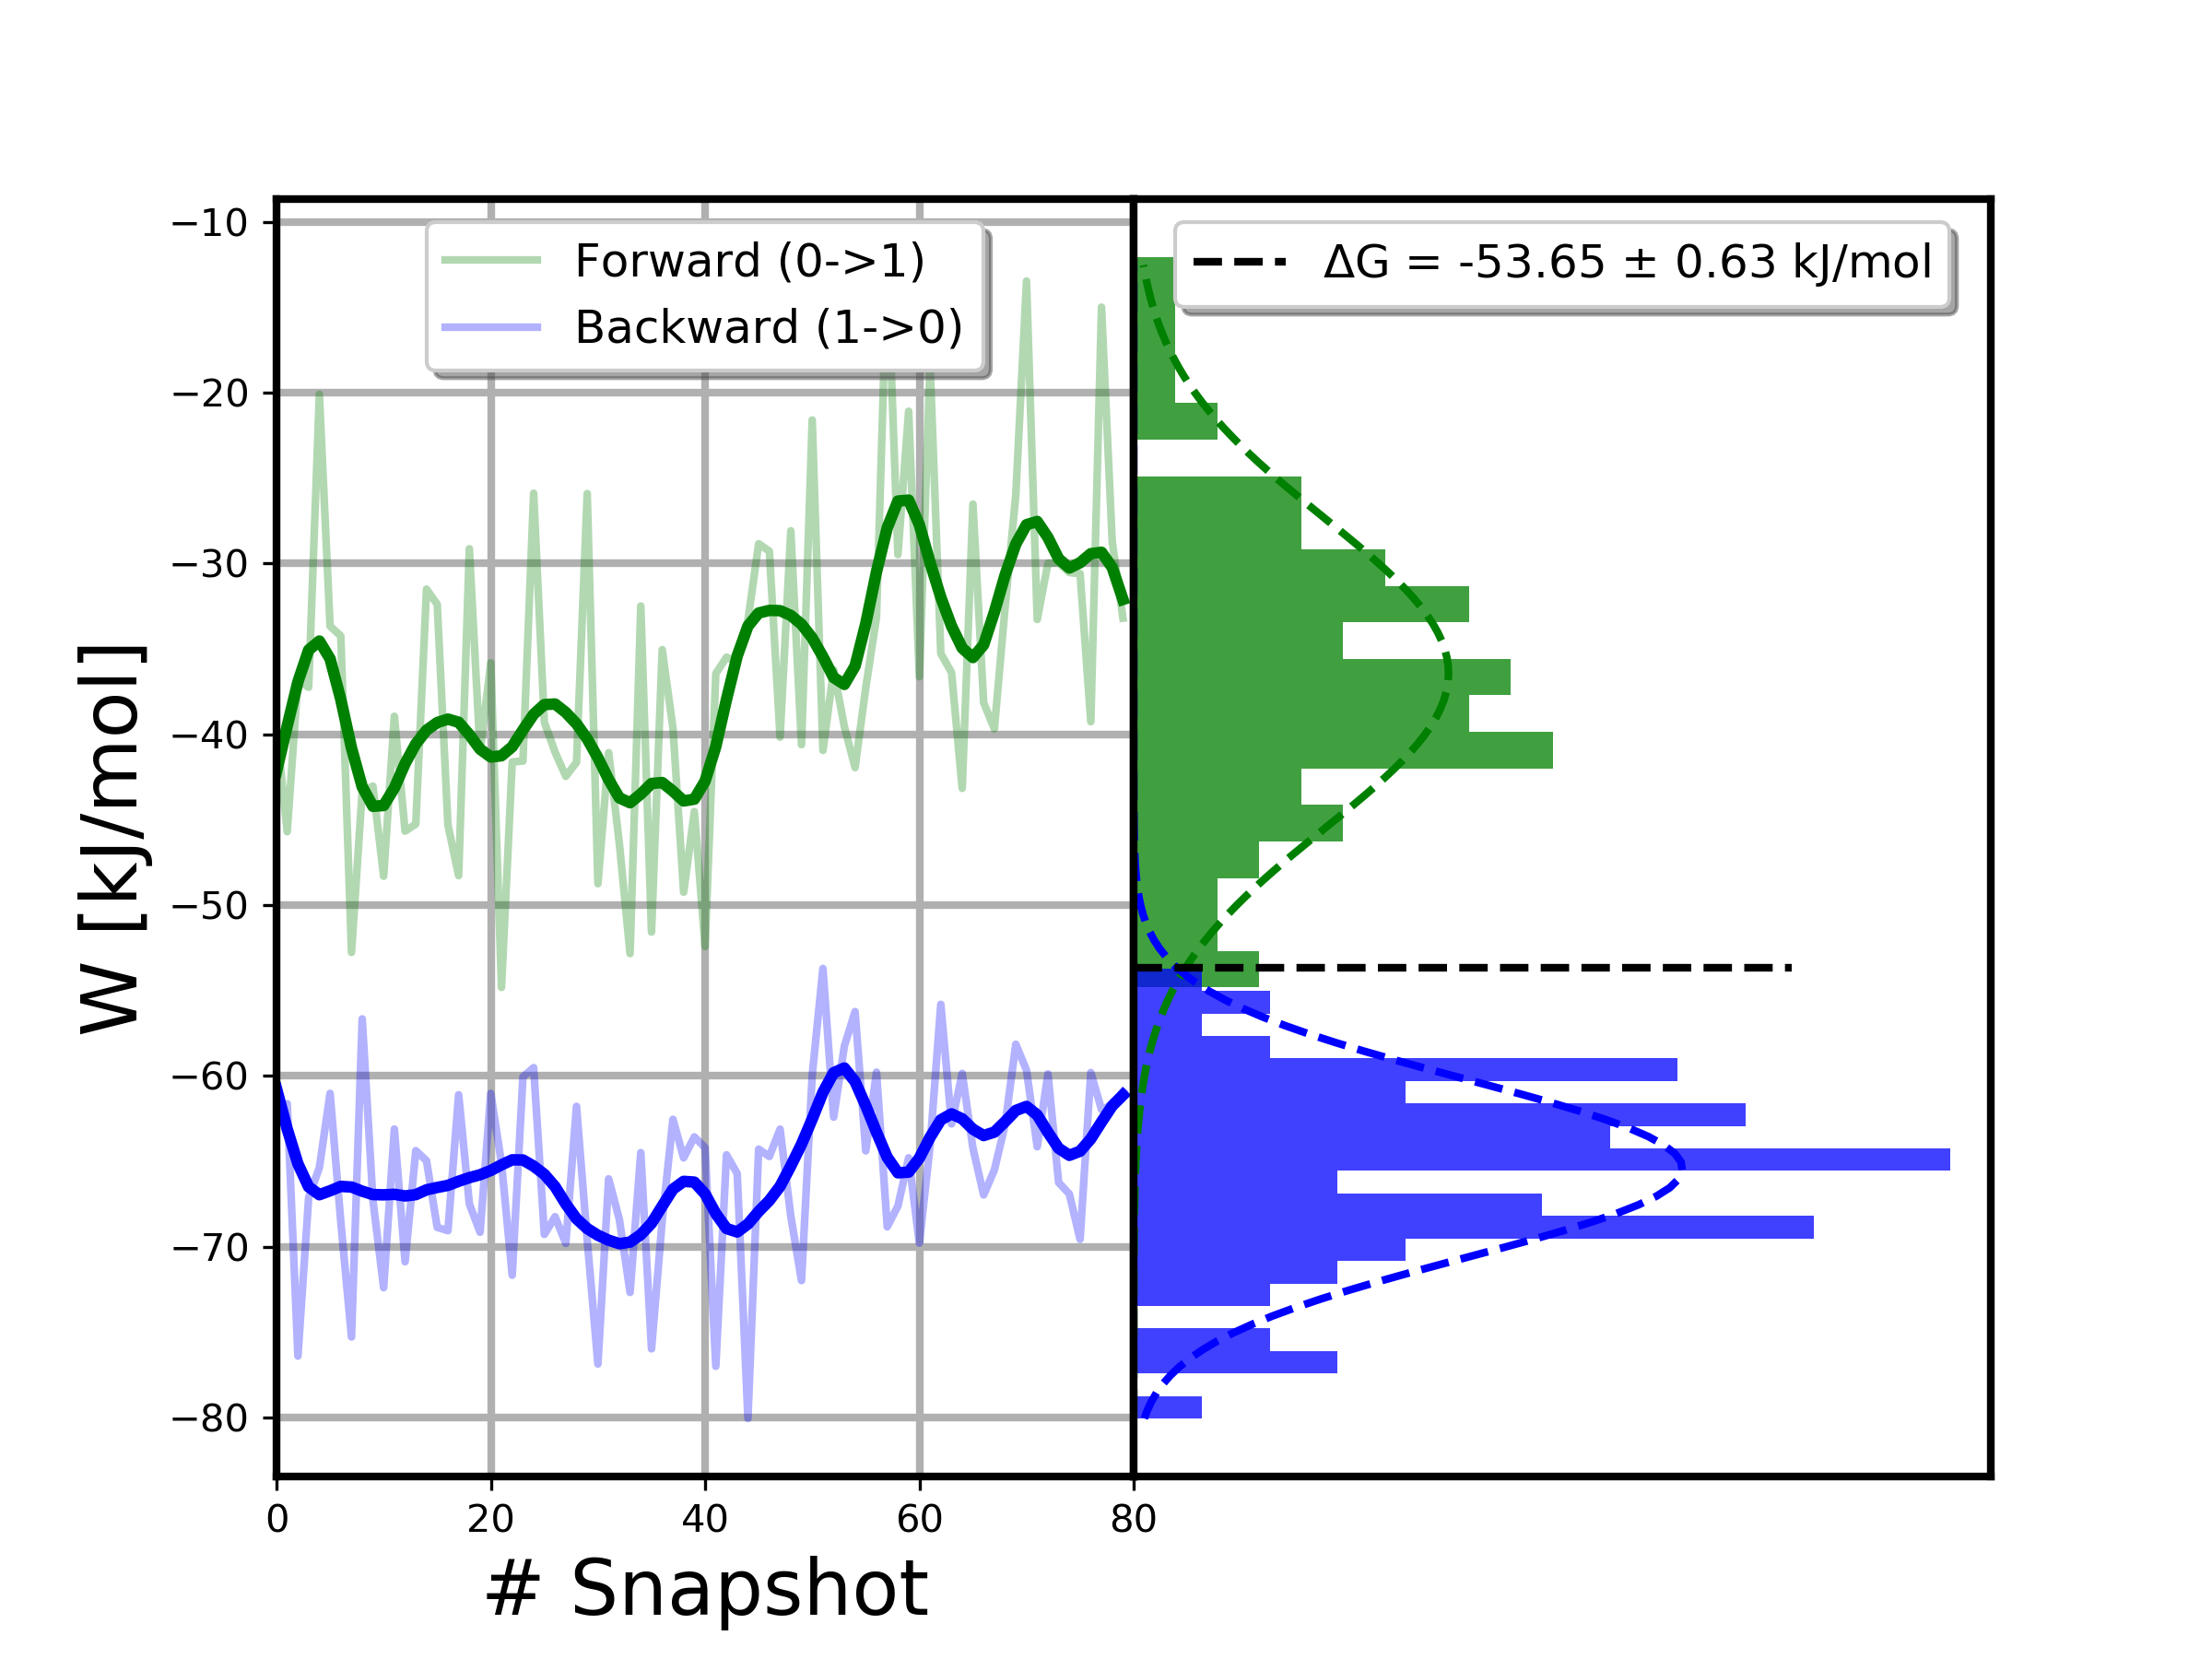 Forward (0->1)
Backward (1->0)
ΔG = -53.65 ± 0.63 kJ/mol
W [kJ/mol]
−10
−20
−30
−40
−50
−60
−70
−80
0 20 40 60 80
# Snapshot